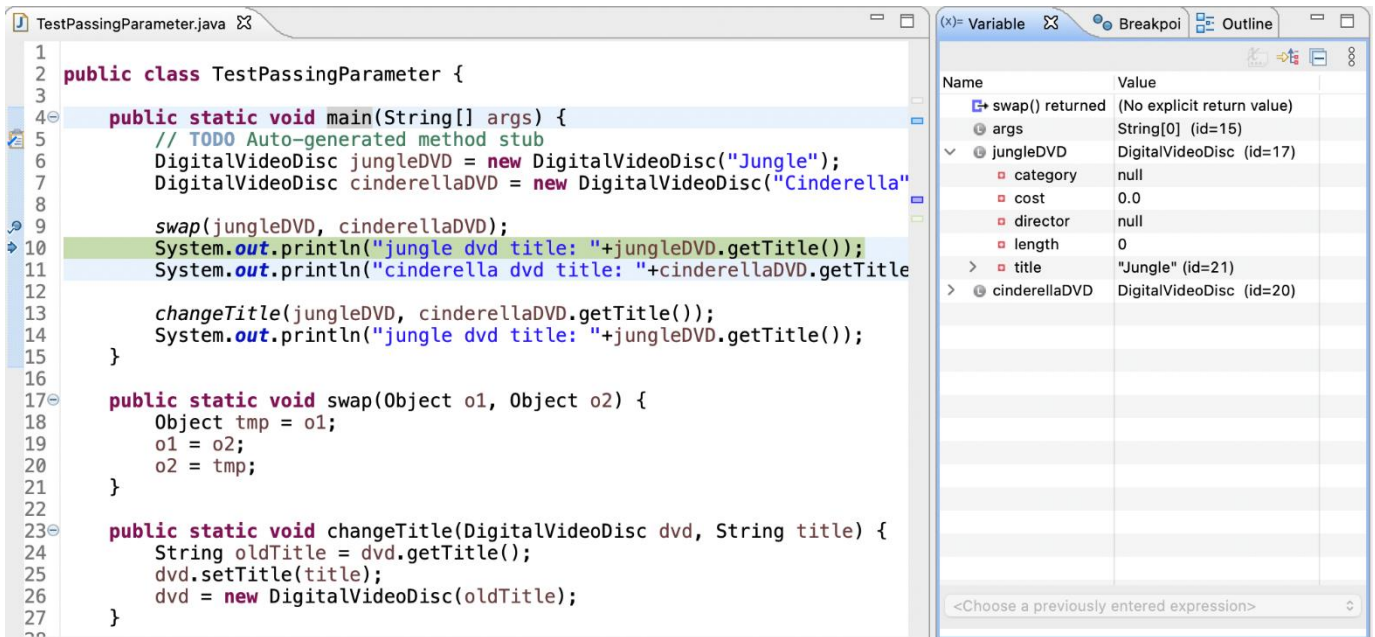 TestPassingParameter.java
1
2 public class TestPassingParameter {
3
4 public static void main(String[] args) {
5 // TODO Auto-generated method stub
6 DigitalVideoDisc jungleDVD = new DigitalVideoDisc("Jungle");
7 DigitalVideoDisc cinderellaDVD = new DigitalVideoDisc("Cinderella"
8
9 swap(jungleDVD, cinderellaDVD);
10 System.out.println("jungle dvd title: "+jungleDVD.getTitle());
11 System.out.println("cinderella dvd title: "+cinderellaDVD.getTitle
12
13 changeTitle(jungleDVD, cinderellaDVD.getTitle());
14 System.out.println("jungle dvd title: "+jungleDVD.getTitle());
15 }
16
17 public static void swap(Object o1, Object o2) {
18 Object tmp = o1;
19 o1 = o2;
20 o2 = tmp;
21 }
22
23 public static void changeTitle(DigitalVideoDisc dvd, String title) {
24 String oldTitle = dvd.getTitle();
25 dvd.setTitle(title);
26 dvd = new DigitalVideoDisc(oldTitle);
27 }
(x)= Variable Breakpoi Outline
Name Value
swap() returned (No explicit return value)
args String[0] (id=15)
jungleDVD DigitalVideoDisc (id=17)
category null
cost 0.0
director null
length 0
title "Jungle" (id=21)
cinderellaDVD DigitalVideoDisc (id=20)
<Choose a previously entered expression>